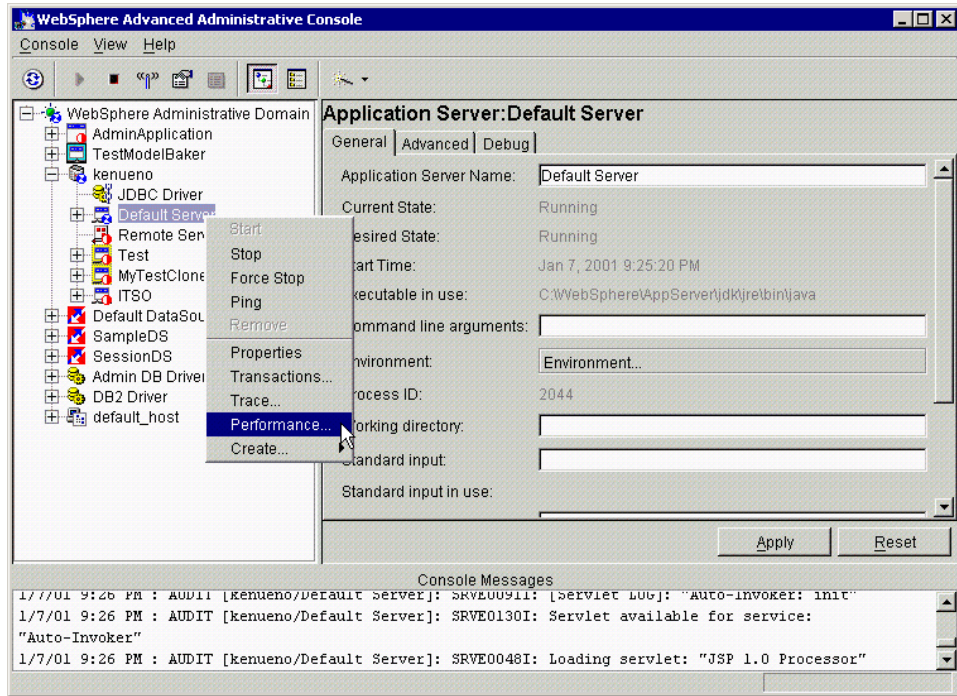 WebSphere Advanced Administrative Console
Console View Help
WebSphere Administrative Domain
AdminApplication
TestModelBaker
kenueno
JDBC Driver
Default Server
Remote Ser
Test
MyTestClone
ITSO
Default DataSou
SampleDS
SessionDS
Admin DB Driver
DB2 Driver
default_host
Start
Stop
Force Stop
Ping
Remove
Properties
Transactions...
Trace...
Performance...
Create...
Application Server:Default Server
General Advanced Debug
Application Server Name: Default Server
Current State: Running
esired State: Running
tart Time: Jan 7, 2001 9:25:20 PM
xecutable in use: C:\WebSphere\AppServer\jdk\jre\bin\java
ommand line arguments:
nvironment: Environment...
rocess ID: 2044
orking directory:
tandard input:
Standard input in use:
Apply Reset
Console Messages
1/7/01 9:26 PM : AUDIT [kenueno/Default Server]: SRVE0091I: [Servlet LOG]: "Auto-Invoker: init"
1/7/01 9:26 PM : AUDIT [kenueno/Default Server]: SRVE0130I: Servlet available for service:
"Auto-Invoker"
1/7/01 9:26 PM : AUDIT [kenueno/Default Server]: SRVE0048I: Loading servlet: "JSP 1.0 Processor"